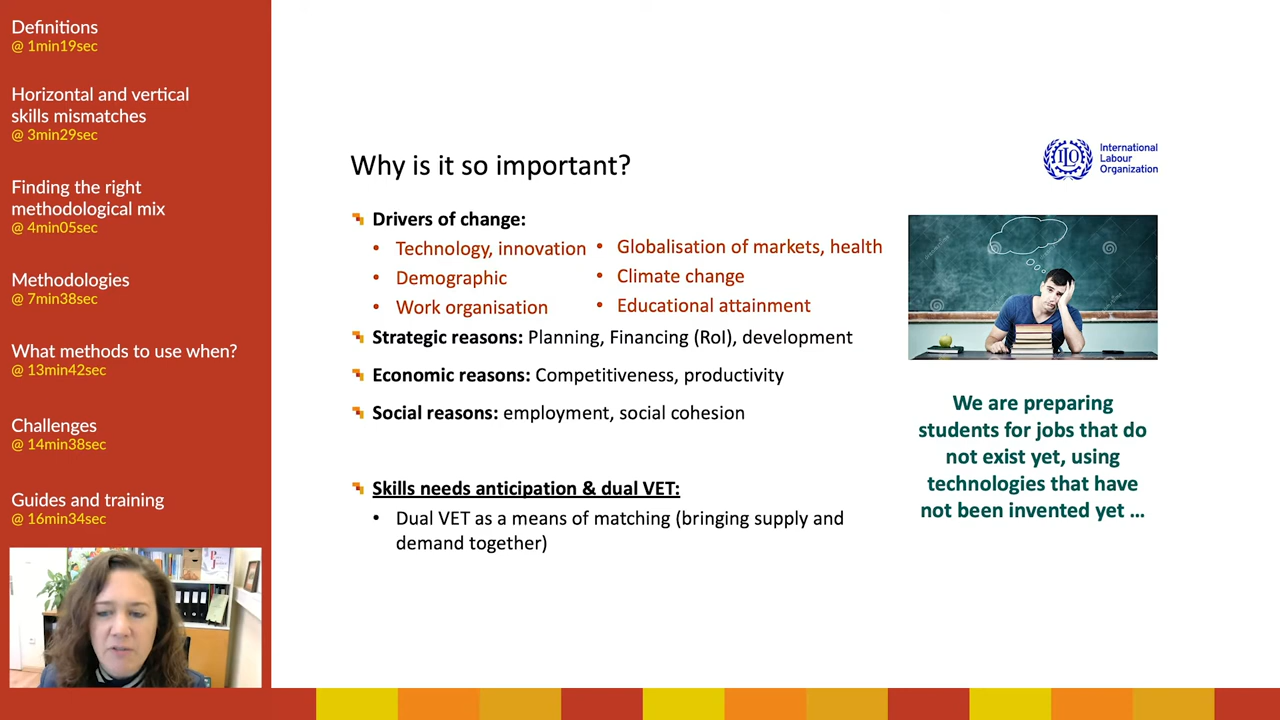 Definitions
@ 1min19sec
Horizontal and vertical
skills mismatches
@ 3min29sec
Finding the right
methodological mix
@ 4min05sec
Methodologies
@ 7min38sec
What methods to use when?
@ 13min42sec
Challenges
@ 14min38sec
Guides and training
@ 16min34sec
Why is it so important?
International
Labour
Organization
Drivers of change:
• Technology, innovation
• Demographic
• Work organisation
• Globalisation of markets, health
• Climate change
• Educational attainment
Strategic reasons: Planning, Financing (RoI), development
Economic reasons: Competitiveness, productivity
Social reasons: employment, social cohesion
Skills needs anticipation & dual VET:
• Dual VET as a means of matching (bringing supply and
demand together)
We are preparing
students for jobs that do
not exist yet, using
technologies that have
not been invented yet ...